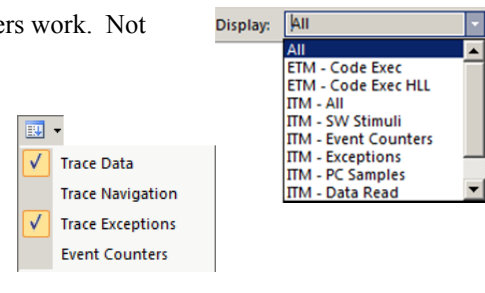 ers work.  Not
Display: All
All
ETM - Code Exec
ETM - Code Exec HLL
ITM - All
ITM - SW Stimuli
ITM - Event Counters
ITM - Exceptions
ITM - PC Samples
ITM - Data Read
Trace Data
Trace Navigation
Trace Exceptions
Event Counters